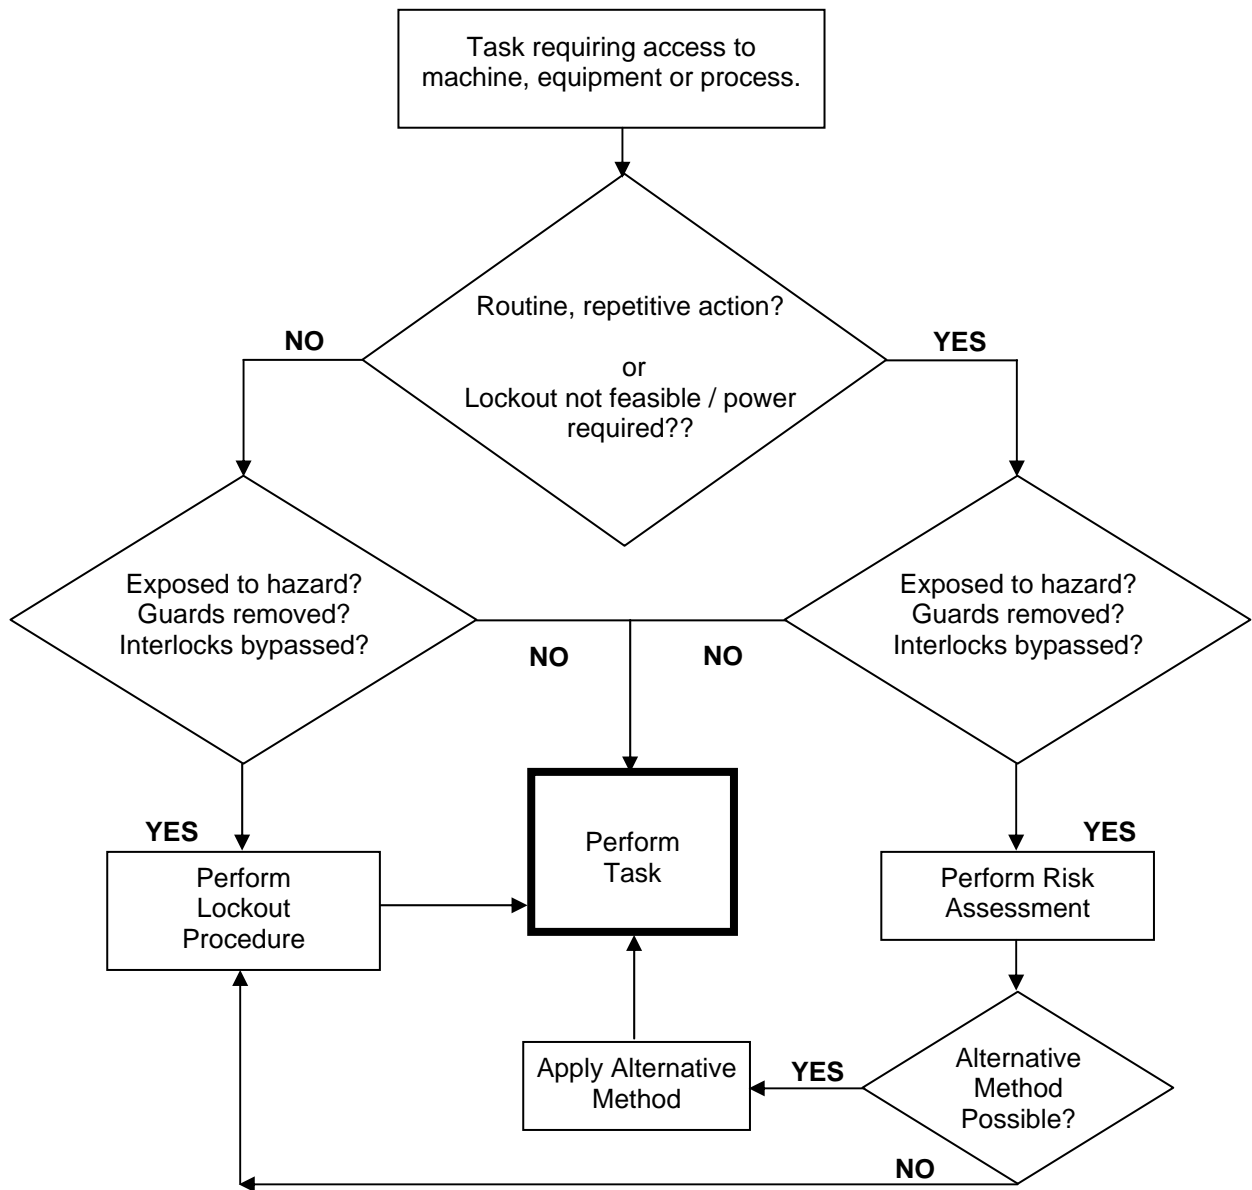 Task requiring access to
machine, equipment or process.
Routine, repetitive action?
or
Lockout not feasible / power
required??
NO
YES
Exposed to hazard?
Guards removed?
Interlocks bypassed?
Exposed to hazard?
Guards removed?
Interlocks bypassed?
NO
NO
YES
YES
Perform
Lockout
Procedure
Perform
Task
Perform Risk
Assessment
Apply Alternative
Method
YES
Alternative
Method
Possible?
NO